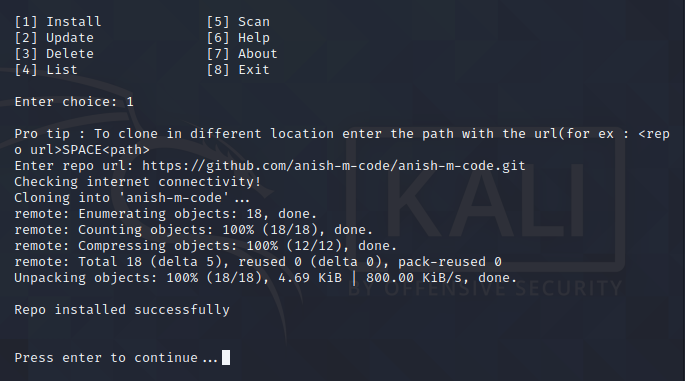 [1] Install [5] Scan
[2] Update [6] Help
[3] Delete [7] About
[4] List [8] Exit
Enter choice: 1
Pro tip : To clone in different location enter the path with the url(for ex : <rep
o url>SPACE<path>
Enter repo url: https://github.com/anish-m-code/anish-m-code.git
Checking internet connectivity!
Cloning into 'anish-m-code'...
remote: Enumerating objects: 18, done.
remote: Counting objects: 100% (18/18), done.
remote: Compressing objects: 100% (12/12), done.
remote: Total 18 (delta 5), reused 0 (delta 0), pack-reused 0
Unpacking objects: 100% (18/18), 4.69 KiB | 800.00 KiB/s, done.
Repo installed successfully
Press enter to continue...
KALI
BY OFFENSIVE SECURITY